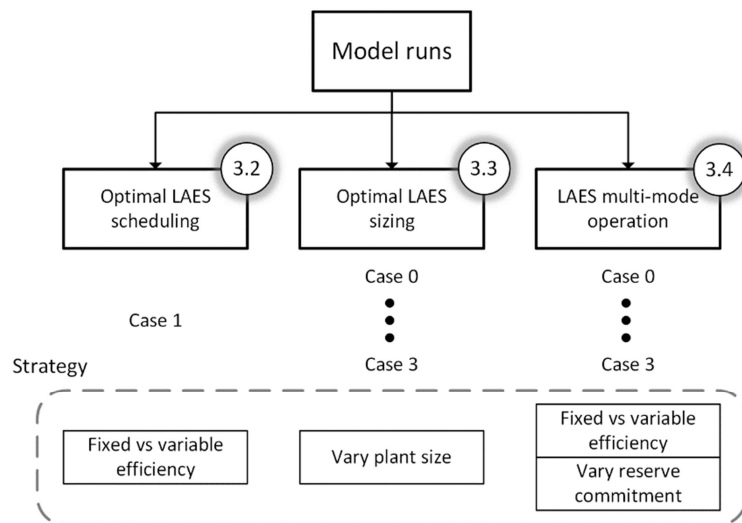 Model runs
3.2
3.3
3.4
Optimal LAES
scheduling
Optimal LAES
sizing
LAES multi-mode
operation
Case 0
Case 0
Case 1
Case 3
Case 3
Strategy
Fixed vs variable
efficiency
Vary plant size
Fixed vs variable
efficiency
Vary reserve
commitment